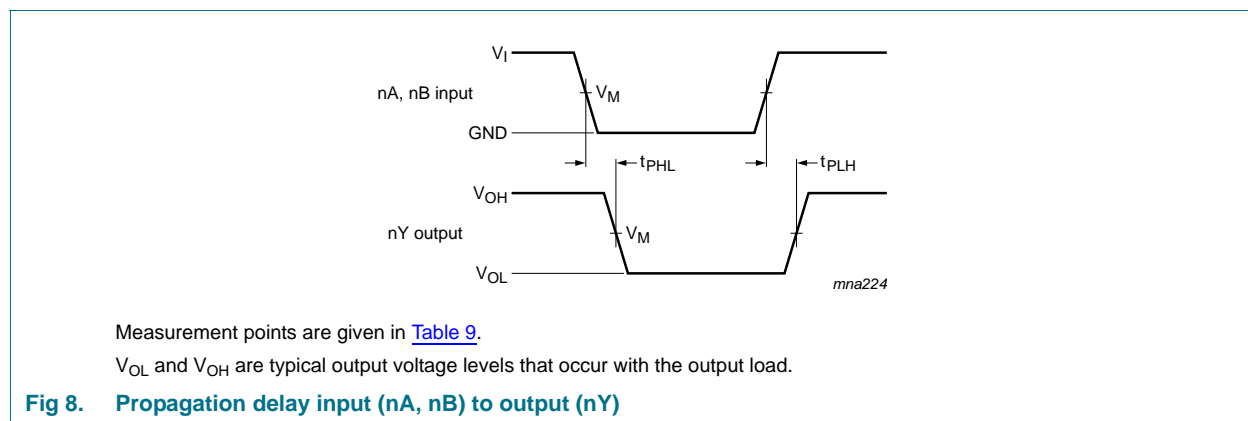 VI
nA, nB input
VM
GND
tPHL
tPLH
VOH
nY output
VM
VOL
mna224
Measurement points are given in Table 9.
VOL and VOH are typical output voltage levels that occur with the output load.
Fig 8. Propagation delay input (nA, nB) to output (nY)